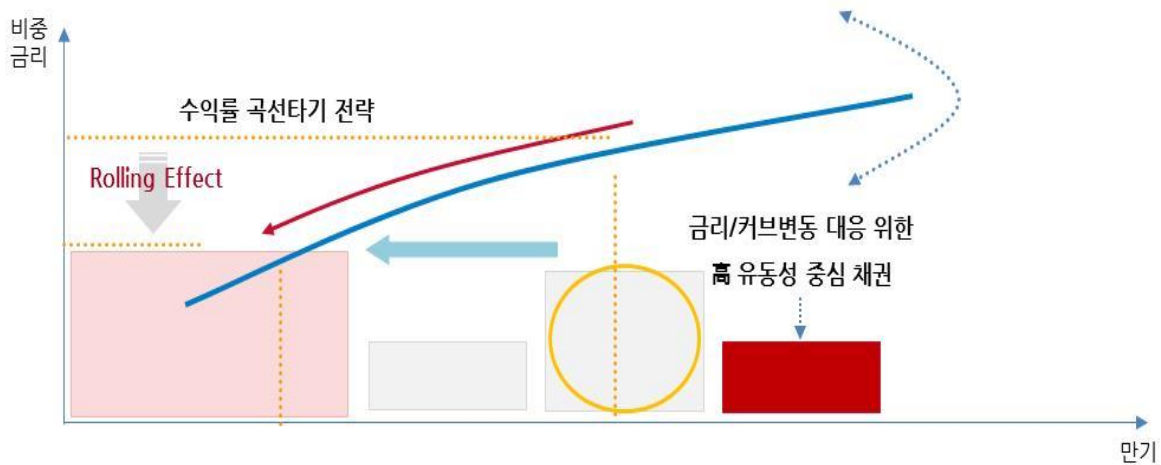 비중
금리
수익률 곡선타기 전략
Rolling Effect
금리/커브변동 대응 위한
高 유동성 중심 채권
만기